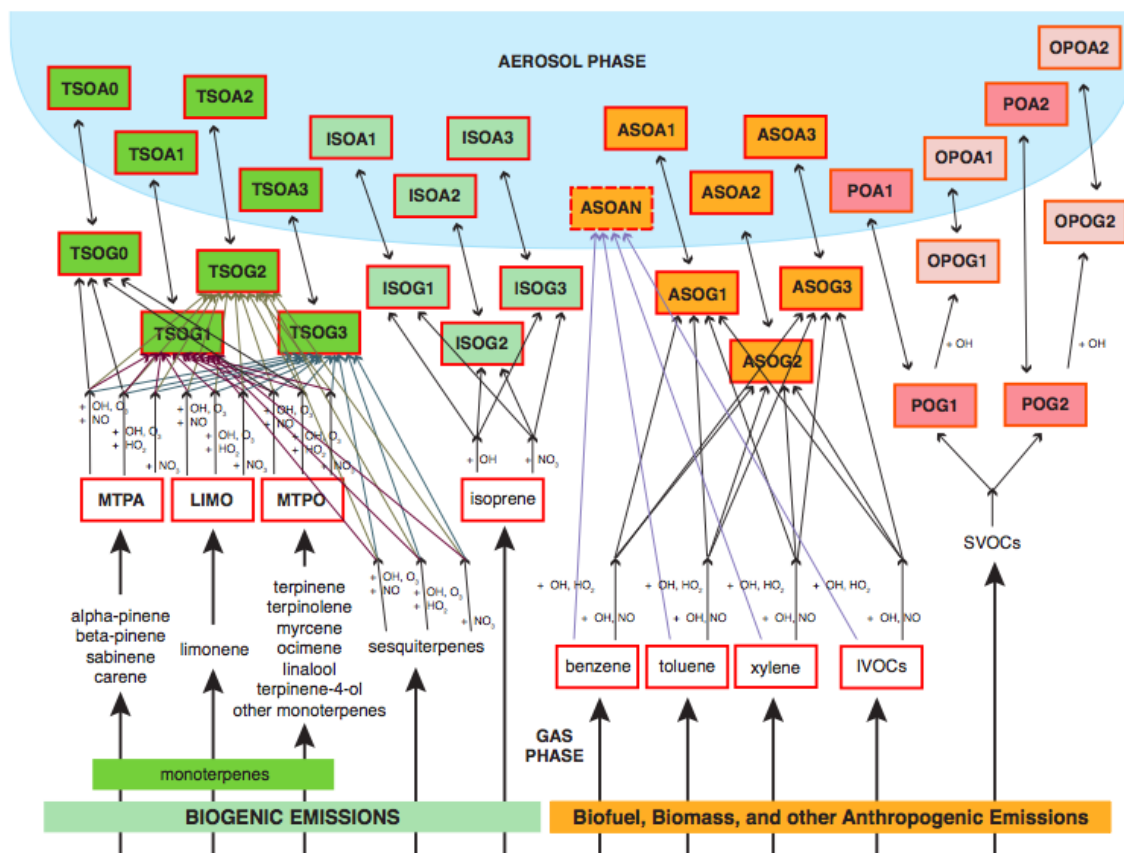 AEROSOL PHASE
TSOA0
TSOA1
TSOA2
TSOA3
ISOA1
ISOA2
ISOA3
ASOAN
ASOA1
ASOA2
ASOA3
POA1
OPOA1
POA2
OPOA2
TSOG0
TSOG1
TSOG2
TSOG3
ISOG1
ISOG2
ISOG3
ASOG1
ASOG2
ASOG3
OPOG1
OPOG2
+ OH
+ OH
POG1
POG2
+ OH, O₃
+ NO
+ OH, O₃
+ HO₂
+ NO₃
+ OH, O₃
+ NO
+ OH, O₃
+ HO₂
+ NO₃
+ OH, O₃
+ NO
+ OH, O₃
+ HO₂
+ NO₃
+ OH
+ NO₃
MTPA
LIMO
MTPO
isoprene
SVOCs
alpha-pinene
beta-pinene
sabinene
carene
limonene
terpinene
terpinolene
myrcene
ocimene
linalool
terpinene-4-ol
other monoterpenes
+ OH, O₃
+ NO
+ OH, O₃
+ HO₂
+ NO₃
sesquiterpenes
+ OH, HO₂
+ OH, NO
+ OH, HO₂
+ OH, NO
+ OH, HO₂
+ OH, NO
+ OH, HO₂
+ OH, NO
benzene
toluene
xylene
IVOCs
GAS
PHASE
monoterpenes
BIOGENIC EMISSIONS
Biofuel, Biomass, and other Anthropogenic Emissions